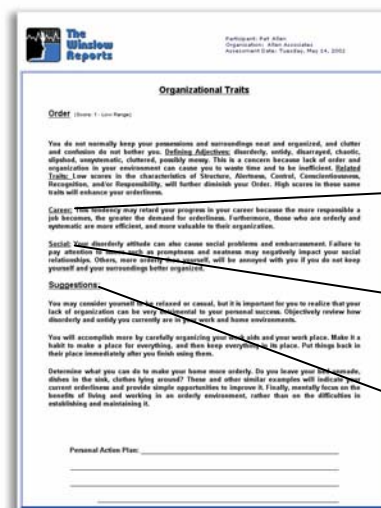 The
Winslow
Reports
Participant: Pat Allen
Organization: Allen Associates
Assessment Date: Tuesday, May 14, 2002
Organizational Traits
Order (Score: 1 - Low Range)
You do not normally keep your possessions and surroundings neat and organized, and clutter
and confusion do not bother you. Defining Adjectives: disorderly, untidy, disarrayed, chaotic,
slipshod, unsystematic, cluttered, possibly messy. This is a concern because lack of order and
organization in your environment can cause you to waste time and to be inefficient. Related
Traits: Low scores in the characteristics of Structure, Alertness, Control, Conscientiousness,
Recognition, and/or Responsibility, will further diminish your Order. High scores in these same
traits will enhance your orderliness.
Career: This tendency may retard your progress in your career because the more responsible a
job becomes, the greater the demand for orderliness. Furthermore, those who are orderly and
systematic are more efficient, and more valuable to their organization.
Social: Your disorderly attitude can also cause social problems and embarrassment. Failure to
pay attention to issues such as promptness and neatness may negatively impact your social
relationships. Others, more orderly than yourself, will be annoyed with you if you do not keep
yourself and your surroundings better organized.
Suggestions:
You may consider yourself to be relaxed or casual, but it is important for you to realize that your
lack of organization can be very detrimental to your personal success. Objectively review how
disorderly and untidy you currently are in your work and home environments.
You will accomplish more by carefully organizing your work aids and your work place. Make it a
habit to make a place for everything, and then keep everything in its place. Put things back in
their place immediately after you finish using them.
Determine what you can do to make your home more orderly. Do you leave your bed unmade,
dishes in the sink, clothes lying around? These and other similar examples will indicate your
current orderliness and provide simple opportunities to improve it. Finally, mentally focus on the
benefits of living and working in an orderly environment, rather than on the difficulties in
establishing and maintaining it.
Personal Action Plan: